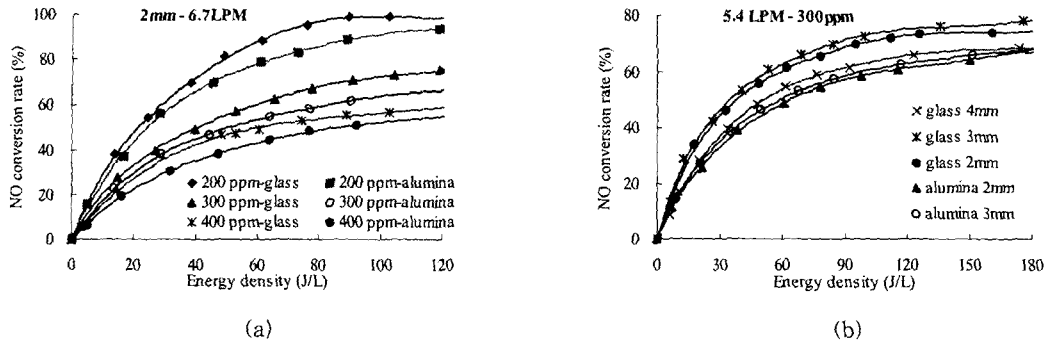 2mm - 6.7LPM
NO conversion rate (%)
100
80
60
40
20
0
200 ppm-glass
200 ppm-alumina
300 ppm-glass
300 ppm-alumina
400 ppm-glass
400 ppm-alumina
0 20 40 60 80 100 120
Energy density (J/L)
(a)
5.4 LPM - 300ppm
NO conversion rate (%)
80
60
40
20
0
glass 4mm
glass 3mm
glass 2mm
alumina 2mm
alumina 3mm
0 30 60 90 120 150 180
Energy density (J/L)
(b)